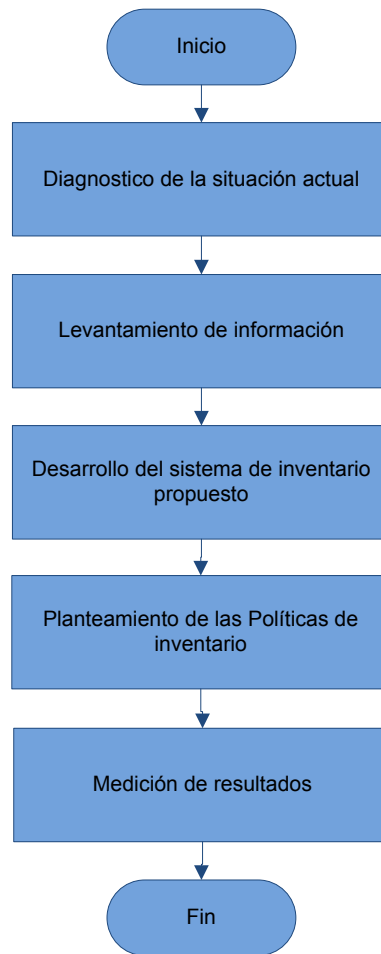 Inicio
Diagnostico de la situación actual
Levantamiento de información
Desarrollo del sistema de inventario
propuesto
Planteamiento de las Políticas de
inventario
Medición de resultados
Fin